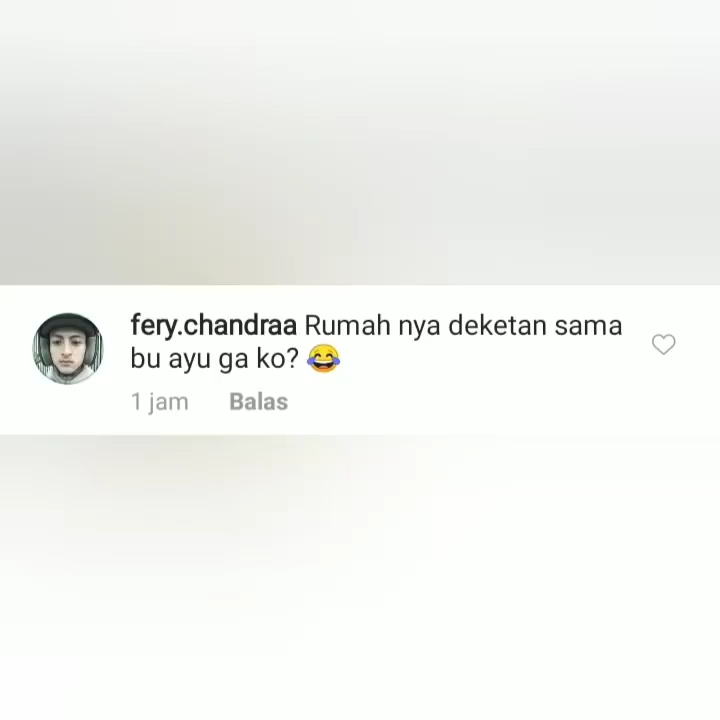 fery.chandraa Rumah nya deketan sama
bu ayu ga ko? 😂
1 jam Balas